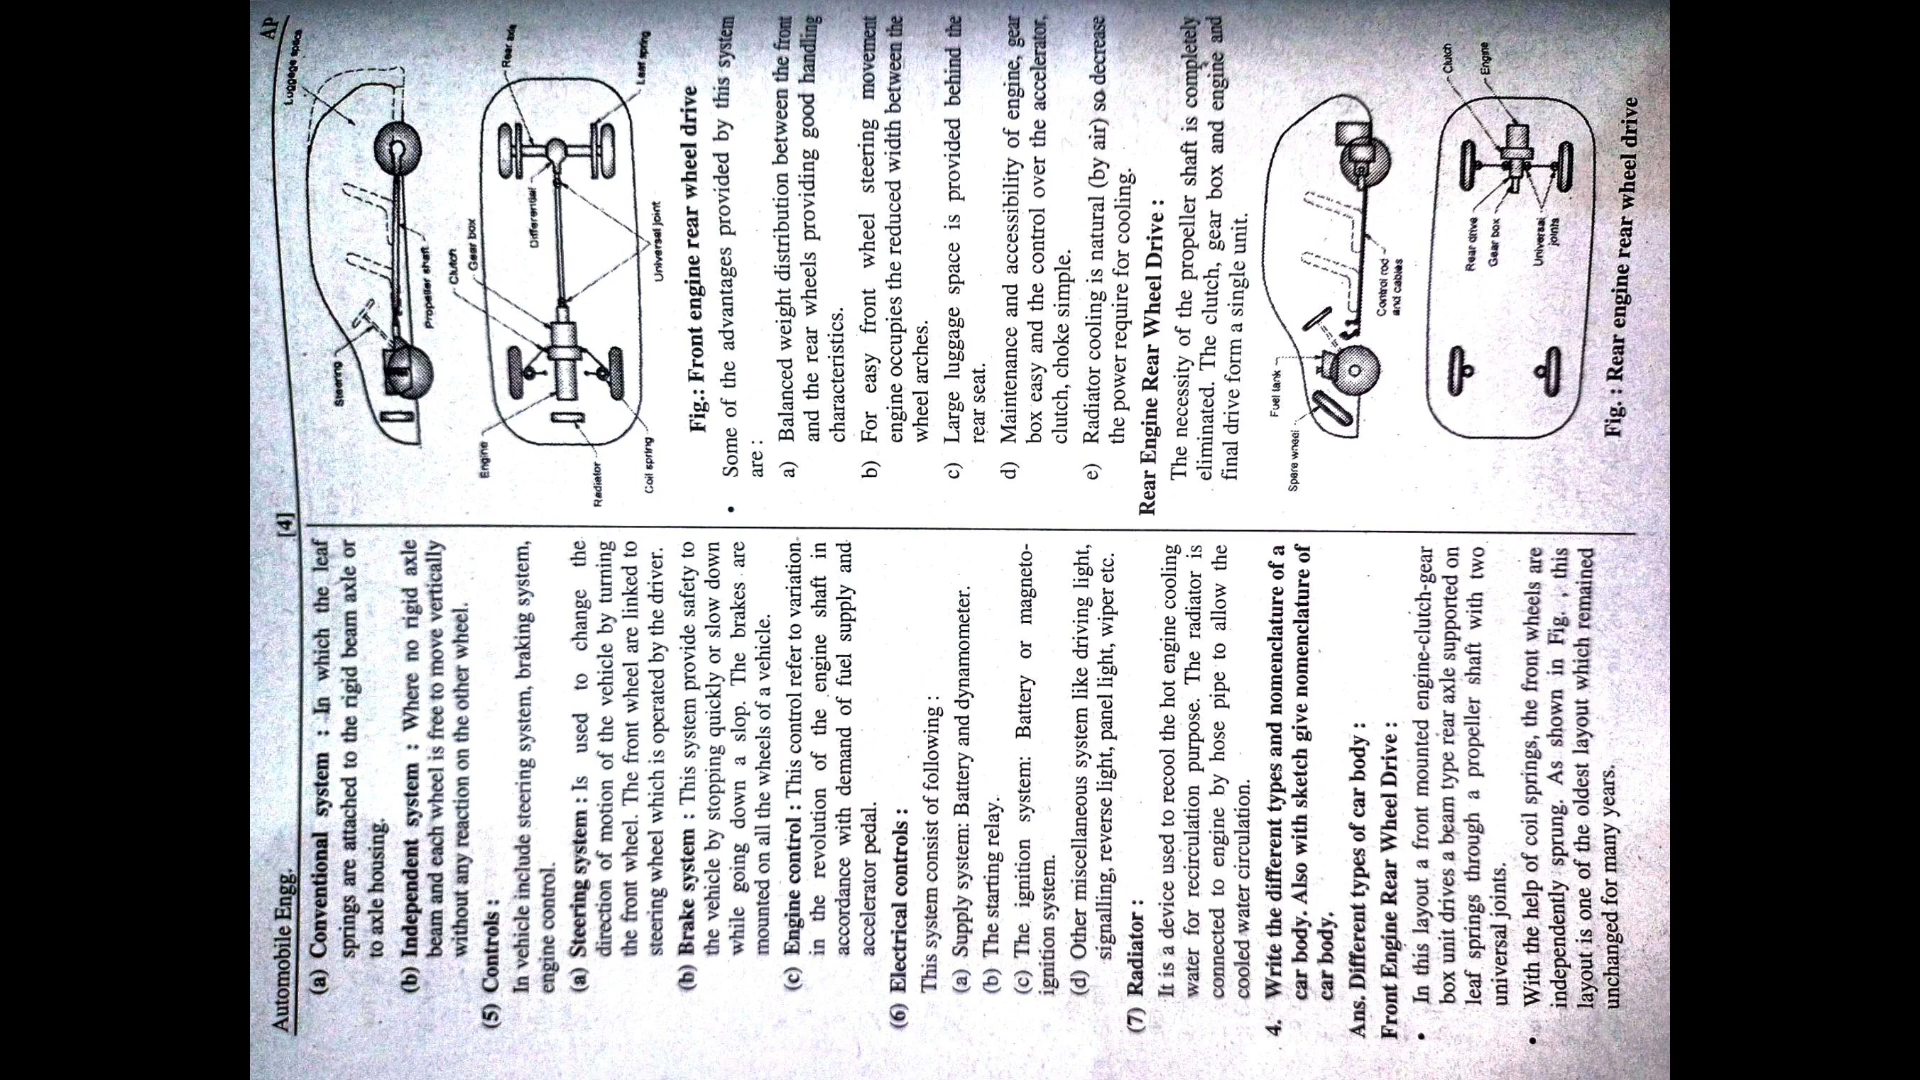 Automobile Engg. [4] AP
(a) Conventional system : In which the leaf
springs are attached to the rigid beam axle or
to axle housing.
(b) Independent system : Where no rigid axle
beam and each wheel is free to move vertically
without any reaction on the other wheel.
(5) Controls :
In vehicle include steering system, braking system,
engine control.
(a) Steering system : Is used to change the
direction of motion of the vehicle by turning
the front wheel. The front wheel are linked to
steering wheel which is operated by the driver.
(b) Brake system : This system provide safety to
the vehicle by stopping quickly or slow down
while going down a slop. The brakes are
mounted on all the wheels of a vehicle.
(c) Engine control : This control refer to variation
in the revolution of the engine shaft in
accordance with demand of fuel supply and
accelerator pedal.
(6) Electrical controls :
This system consist of following :
(a) Supply system: Battery and dynamometer.
(b) The starting relay.
(c) The ignition system: Battery or magneto-
ignition system.
(d) Other miscellaneous system like driving light,
signalling, reverse light, panel light, wiper etc.
(7) Radiator :
It is a device used to recool the hot engine cooling
water for recirculation purpose. The radiator is
connected to engine by hose pipe to allow the
cooled water circulation.
4. Write the different types and nomenclature of a
car body. Also with sketch give nomenclature of
car body.
Ans. Different types of car body :
Front Engine Rear Wheel Drive :
• In this layout a front mounted engine-clutch-gear
box unit drives a beam type rear axle supported on
leaf springs through a propeller shaft with two
universal joints.
• With the help of coil springs, the front wheels are
independently sprung. As shown in Fig. , this
layout is one of the oldest layout which remained
unchanged for many years.
Luggage space
Steering
Propeller shaft
Clutch
Gear box
Engine
Rear axle
Differential
Radiator
Coil spring
Leaf spring
Universal joint
Fig.: Front engine rear wheel drive
• Some of the advantages provided by this system
are :
a) Balanced weight distribution between the front
and the rear wheels providing good handling
characteristics.
b) For easy front wheel steering movement
engine occupies the reduced width between the
wheel arches.
c) Large luggage space is provided behind the
rear seat.
d) Maintenance and accessibility of engine, gear
box easy and the control over the accelerator,
clutch, choke simple.
e) Radiator cooling is natural (by air) so decrease
the power require for cooling.
Rear Engine Rear Wheel Drive :
The necessity of the propeller shaft is completely
eliminated. The clutch, gear box and engine and
final drive form a single unit.
Fuel tank
Spare wheel
Control rod
and cables
Clutch
Engine
Rear drive
Gear box
Universal
joints
Fig. : Rear engine rear wheel drive